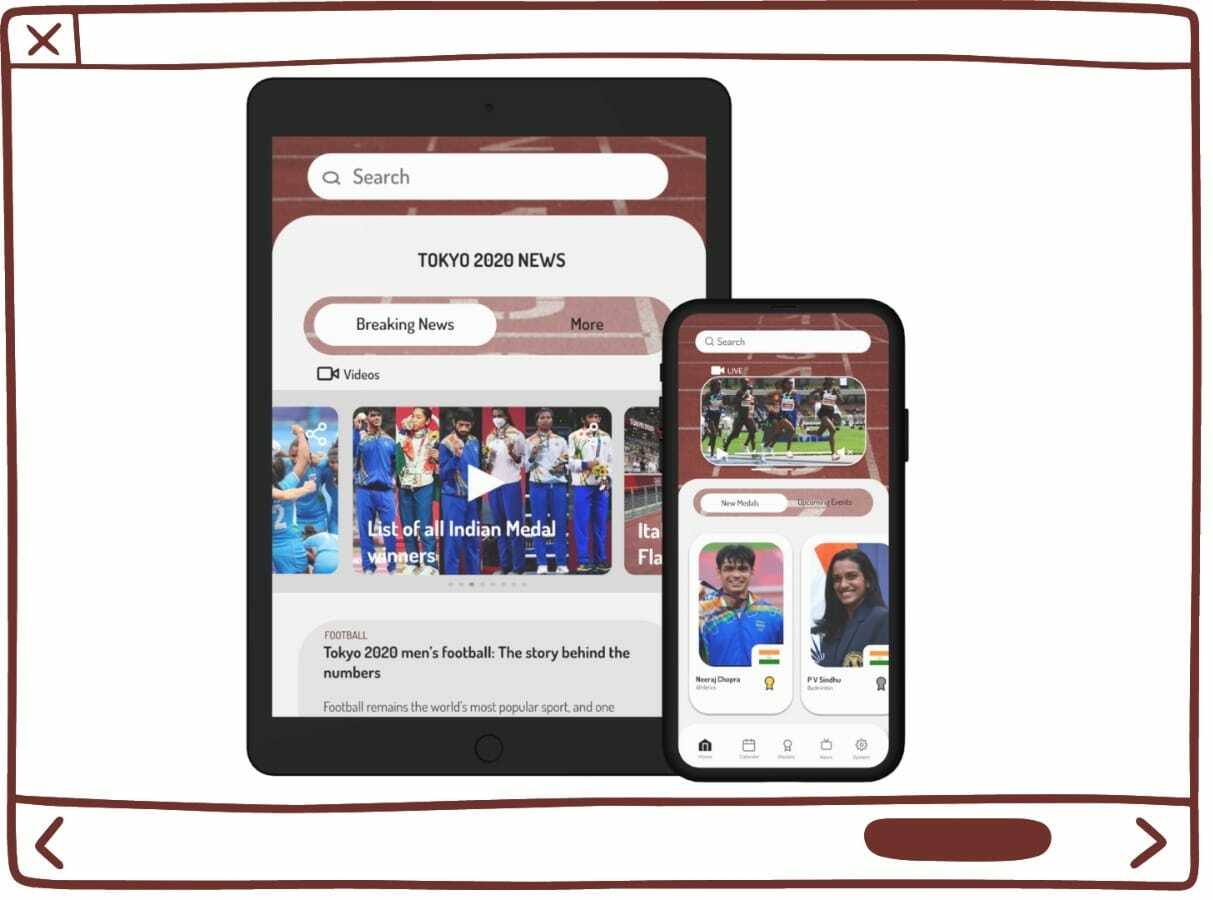 Search
TOKYO 2020 NEWS
Breaking News
More
Videos
List of all Indian Medal
winners
Ita
Fla
FOOTBALL
Tokyo 2020 men's football: The story behind the
numbers
Football remains the world's most popular sport, and one
Search
LIVE
New Medals
Upcoming Events
Neeraj Chopra
Athletics
P V Sindhu
Badminton
Home
Calendar
Medals
News